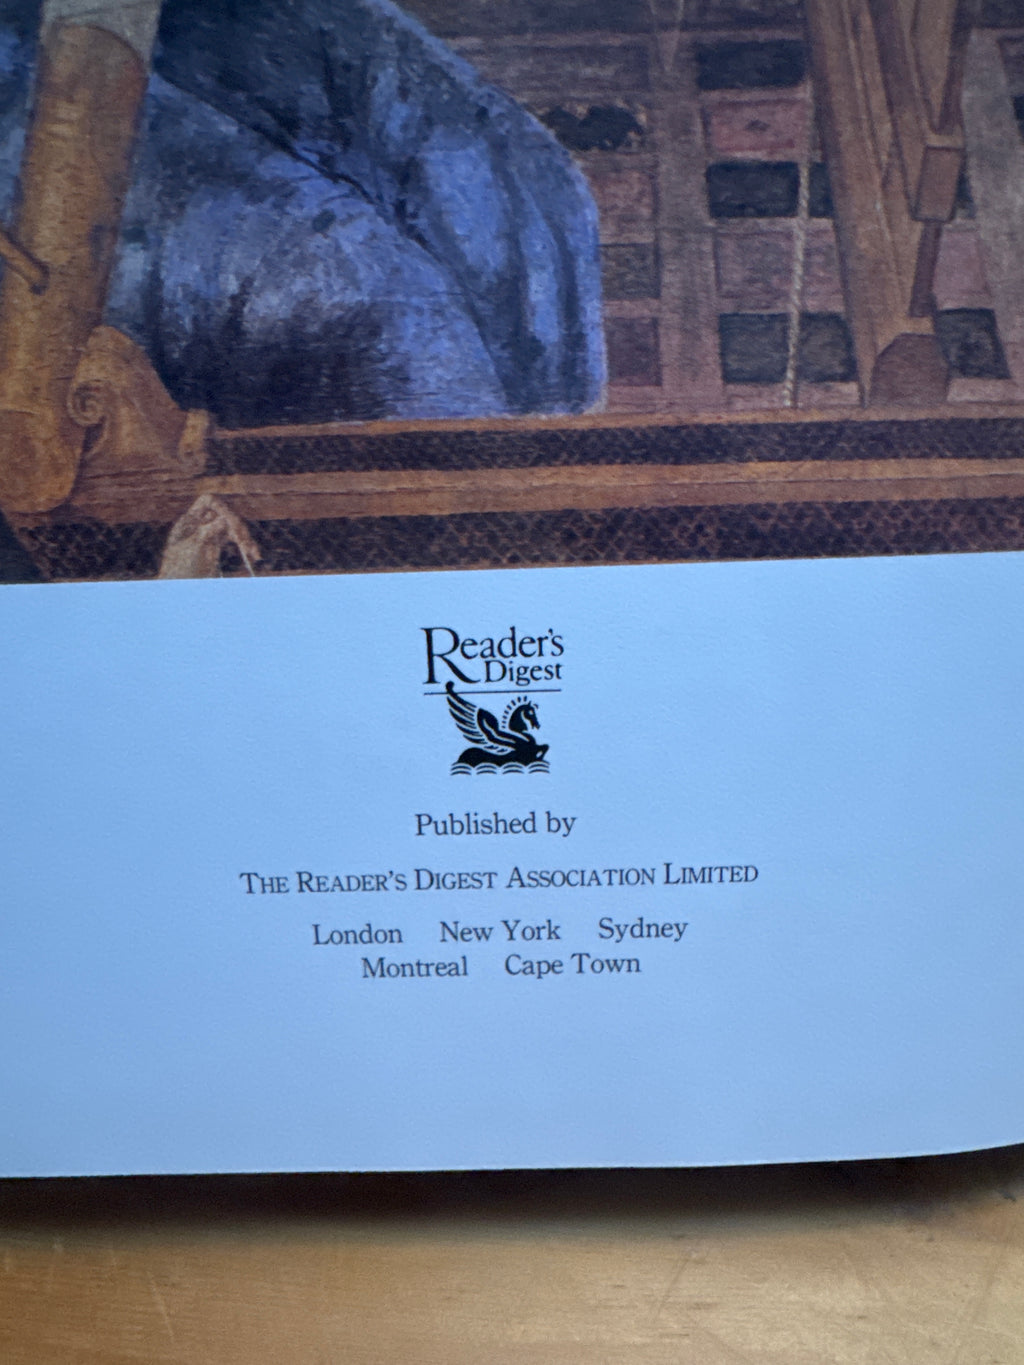 Reader's
Digest
Published by
THE READER'S DIGEST ASSOCIATION LIMITED
London New York Sydney
Montreal Cape Town